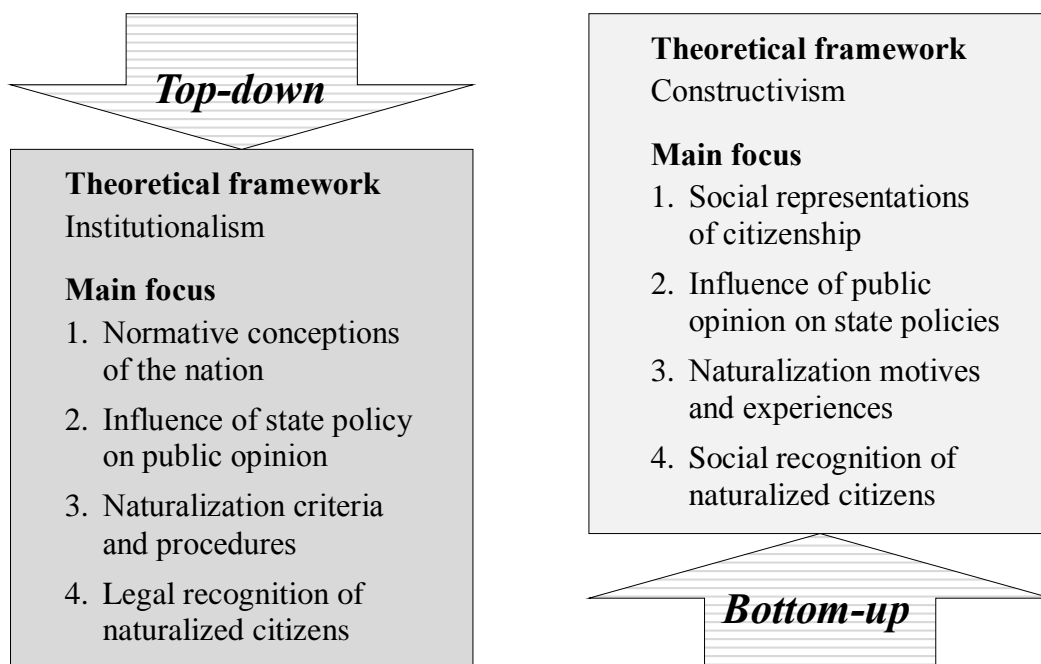 Top-down
Theoretical framework
Institutionalism
Main focus
1. Normative conceptions
of the nation
2. Influence of state policy
on public opinion
3. Naturalization criteria
and procedures
4. Legal recognition of
naturalized citizens
Theoretical framework
Constructivism
Main focus
1. Social representations
of citizenship
2. Influence of public
opinion on state policies
3. Naturalization motives
and experiences
4. Social recognition of
naturalized citizens
Bottom-up